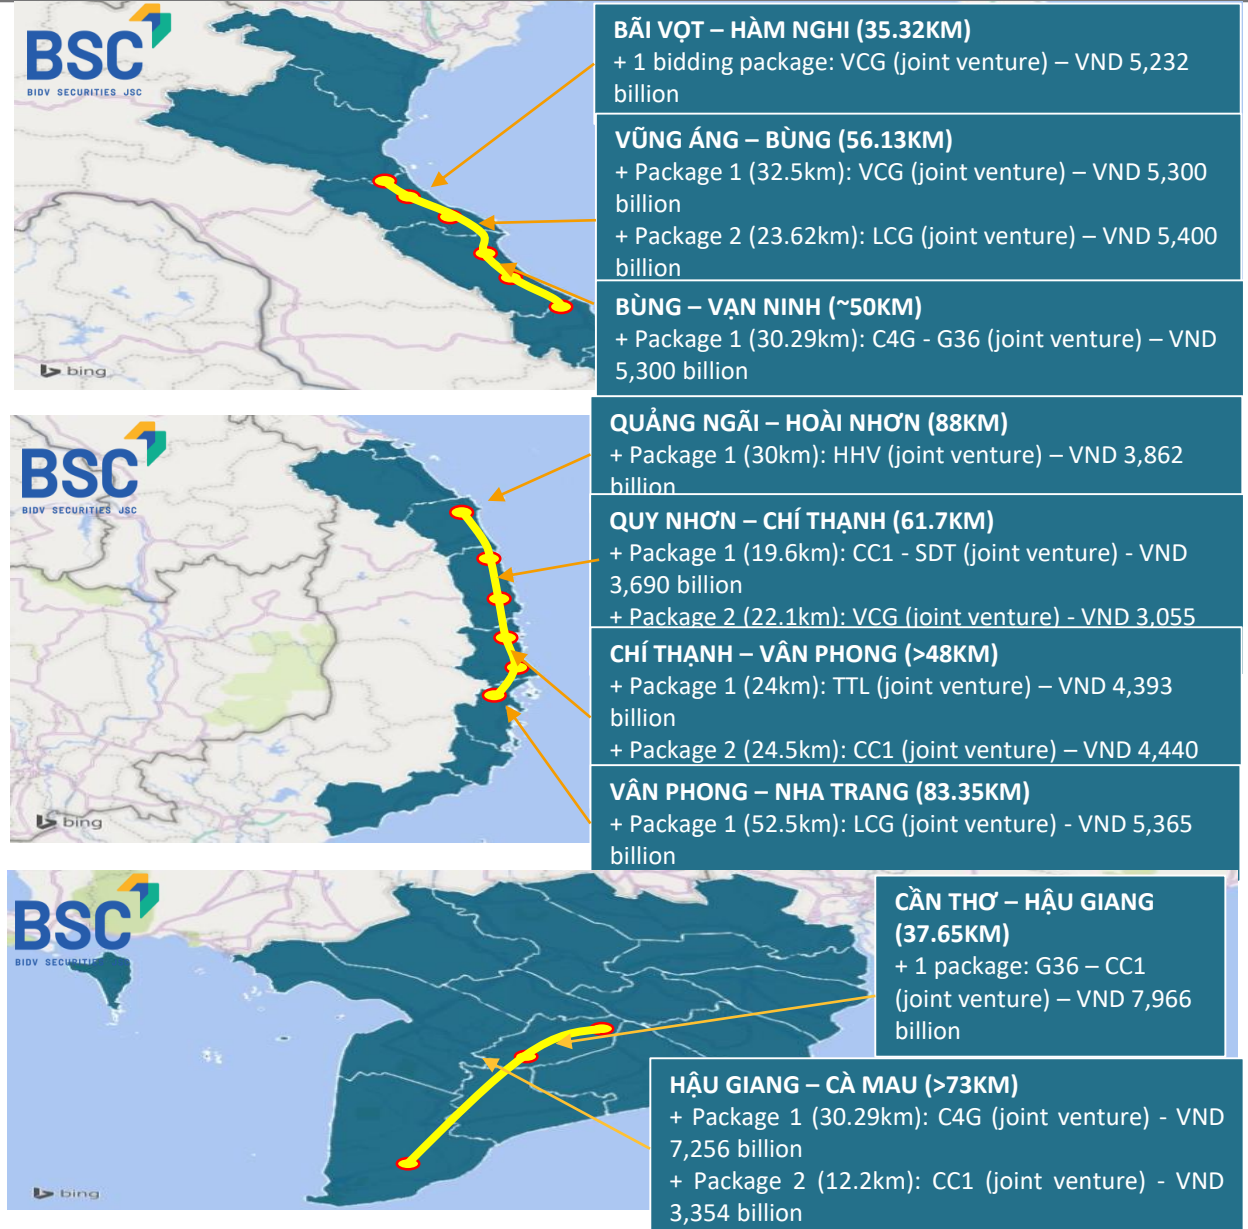 BSC
BIDV SECURITIES JSC
BÃI VỌT – HÀM NGHI (35.32KM)
+ 1 bidding package: VCG (joint venture) – VND 5,232
billion
VŨNG ÁNG – BÙNG (56.13KM)
+ Package 1 (32.5km): VCG (joint venture) – VND 5,300
billion
+ Package 2 (23.62km): LCG (joint venture) – VND 5,400
billion
BÙNG – VẠN NINH (~50KM)
+ Package 1 (30.29km): C4G - G36 (joint venture) – VND
5,300 billion
bing
BSC
BIDV SECURITIES JSC
QUẢNG NGÃI – HOÀI NHƠN (88KM)
+ Package 1 (30km): HHV (joint venture) – VND 3,862
billion
QUY NHƠN – CHÍ THẠNH (61.7KM)
+ Package 1 (19.6km): CC1 - SDT (joint venture) - VND
3,690 billion
+ Package 2 (22.1km): VCG (joint venture) - VND 3,055
CHÍ THẠNH – VÂN PHONG (>48KM)
+ Package 1 (24km): TTL (joint venture) – VND 4,393
billion
+ Package 2 (24.5km): CC1 (joint venture) – VND 4,440
VÂN PHONG – NHA TRANG (83.35KM)
+ Package 1 (52.5km): LCG (joint venture) - VND 5,365
billion
bing
BSC
BIDV SECURITIE
CẦN THƠ – HẬU GIANG
(37.65KM)
+ 1 package: G36 – CC1
(joint venture) – VND 7,966
billion
HẬU GIANG – CÀ MAU (>73KM)
+ Package 1 (30.29km): C4G (joint venture) - VND
7,256 billion
+ Package 2 (12.2km): CC1 (joint venture) - VND
3,354 billion
bing